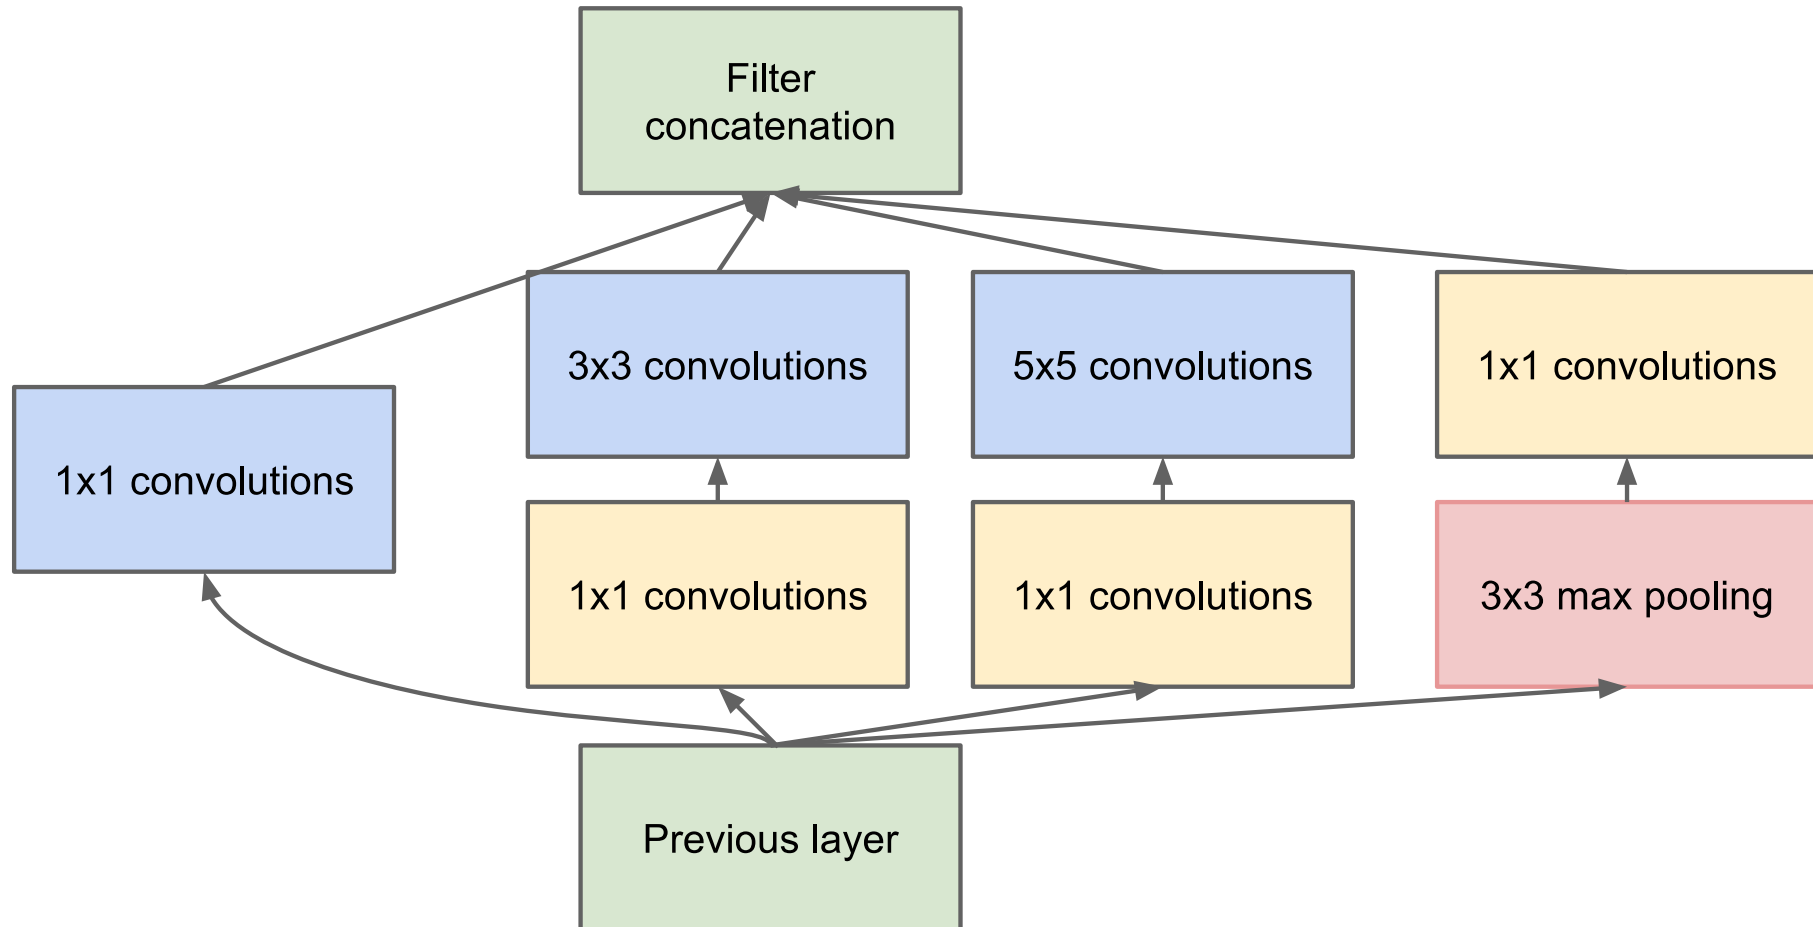 Filter
concatenation
3x3 convolutions
5x5 convolutions
1x1 convolutions
1x1 convolutions
1x1 convolutions
1x1 convolutions
3x3 max pooling
Previous layer